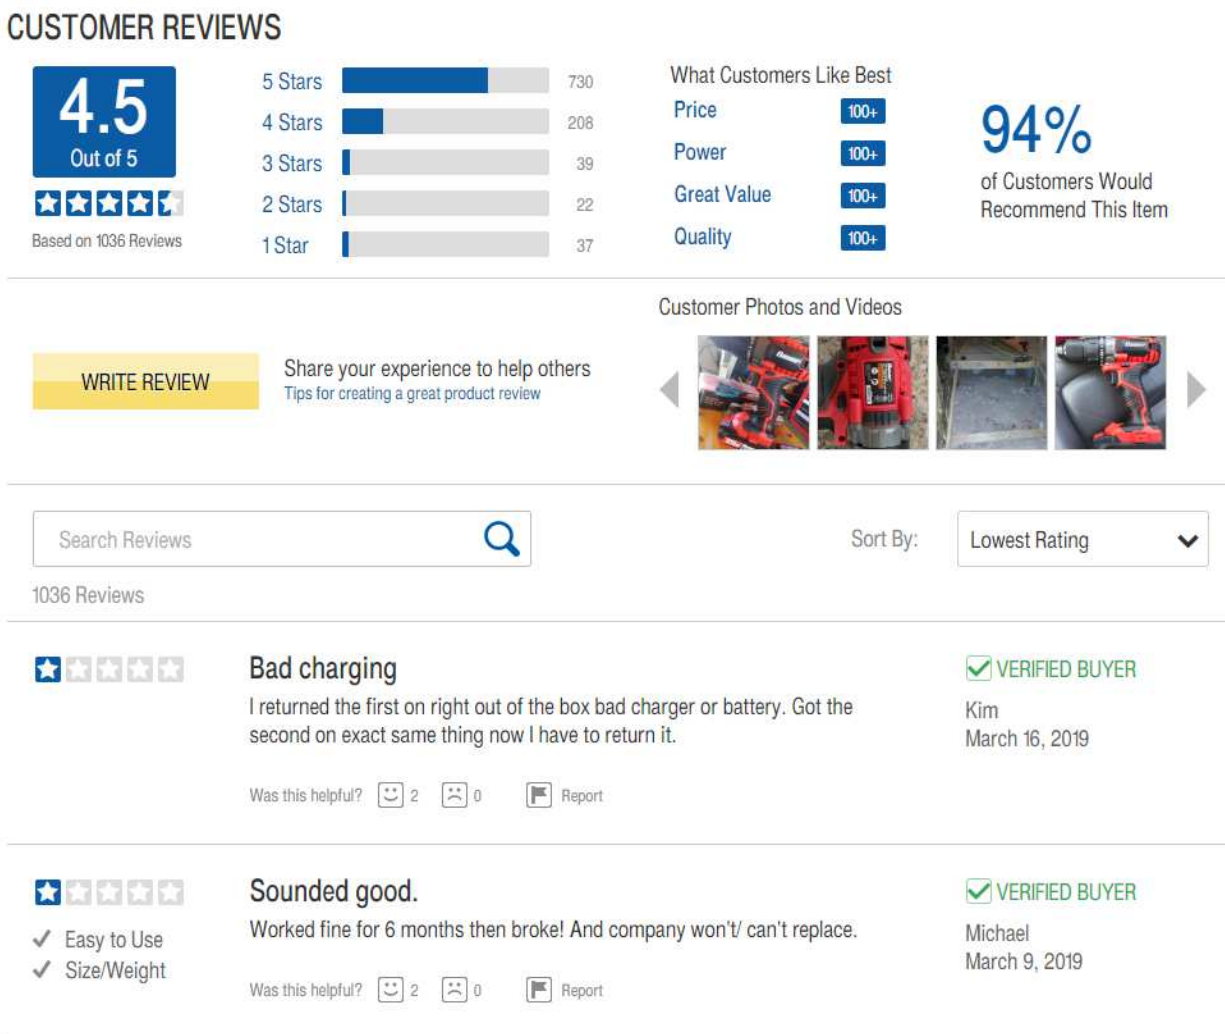 CUSTOMER REVIEWS
4.5
Out of 5
Based on 1036 Reviews
5 Stars 730
4 Stars 208
3 Stars 39
2 Stars 22
1 Star 37
What Customers Like Best
Price 100+
Power 100+
Great Value 100+
Quality 100+
94%
of Customers Would
Recommend This Item
WRITE REVIEW
Share your experience to help others
Tips for creating a great product review
Customer Photos and Videos
Search Reviews
Sort By: Lowest Rating
1036 Reviews
Bad charging
I returned the first on right out of the box bad charger or battery. Got the
second on exact same thing now I have to return it.
Was this helpful? 2 0 Report
VERIFIED BUYER
Kim
March 16, 2019
Easy to Use
Size/Weight
Sounded good.
Worked fine for 6 months then broke! And company won't/ can't replace.
Was this helpful? 2 0 Report
VERIFIED BUYER
Michael
March 9, 2019